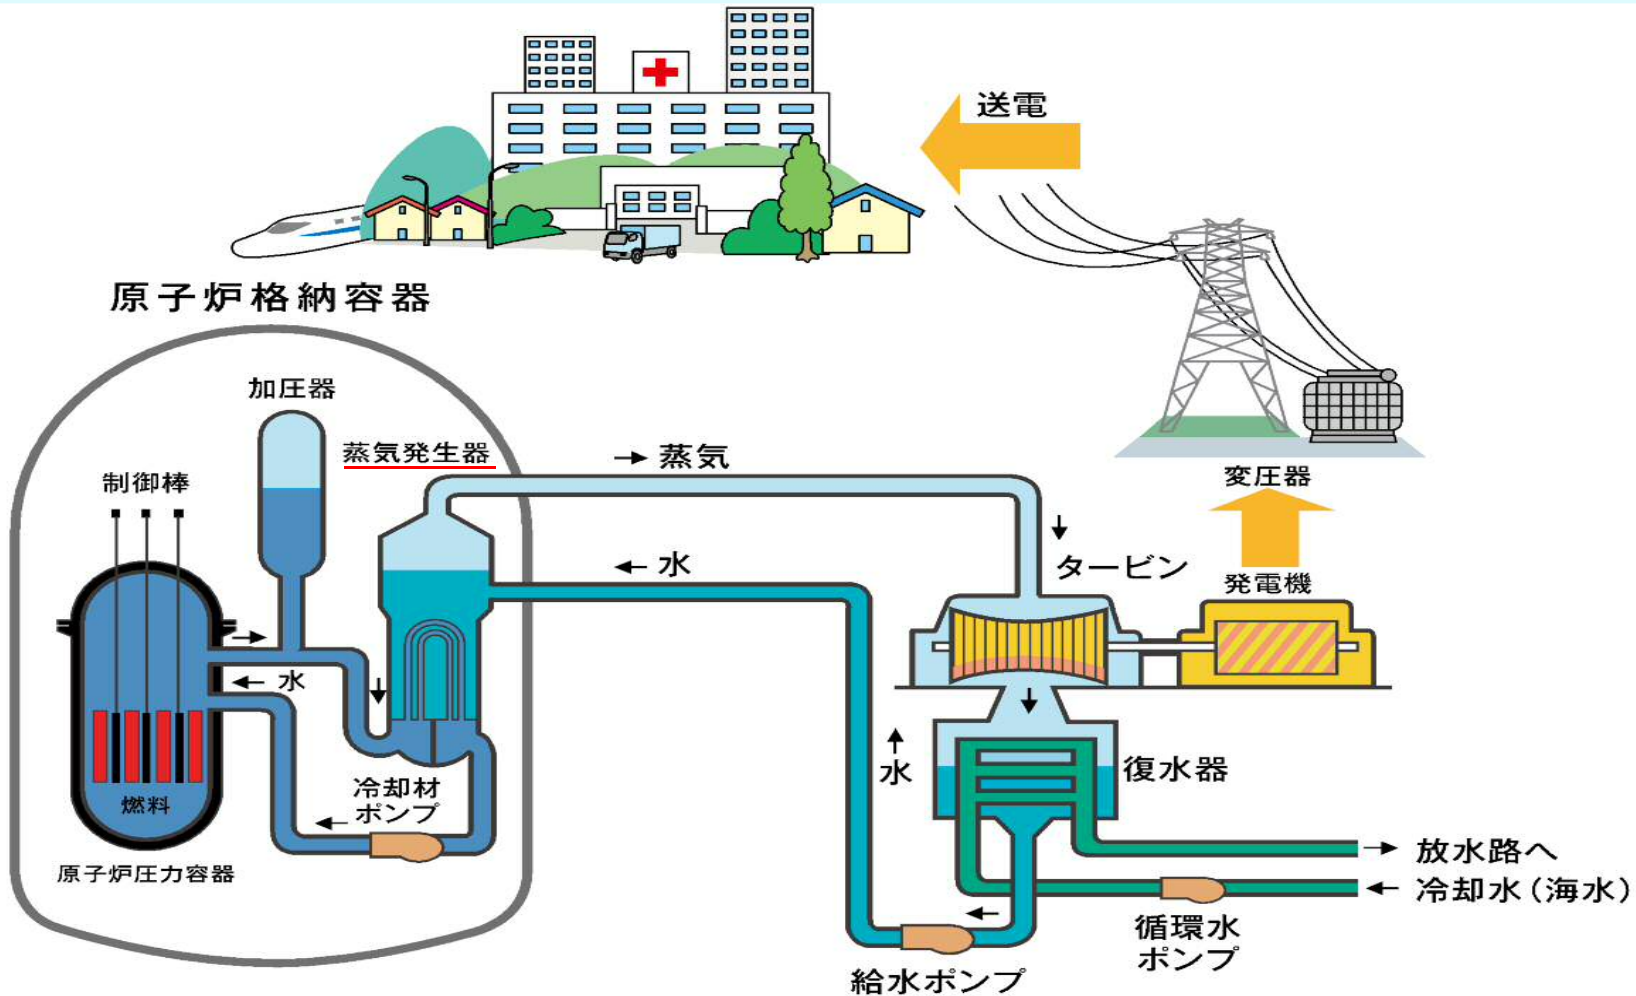 送電
原子炉格納容器
加圧器
蒸気発生器
蒸気
制御棒
変圧器
水
タービン
発電機
水
水
復水器
冷却材
ポンプ
燃料
原子炉圧力容器
放水路へ
冷却水(海水)
循環水
ポンプ
給水ポンプ